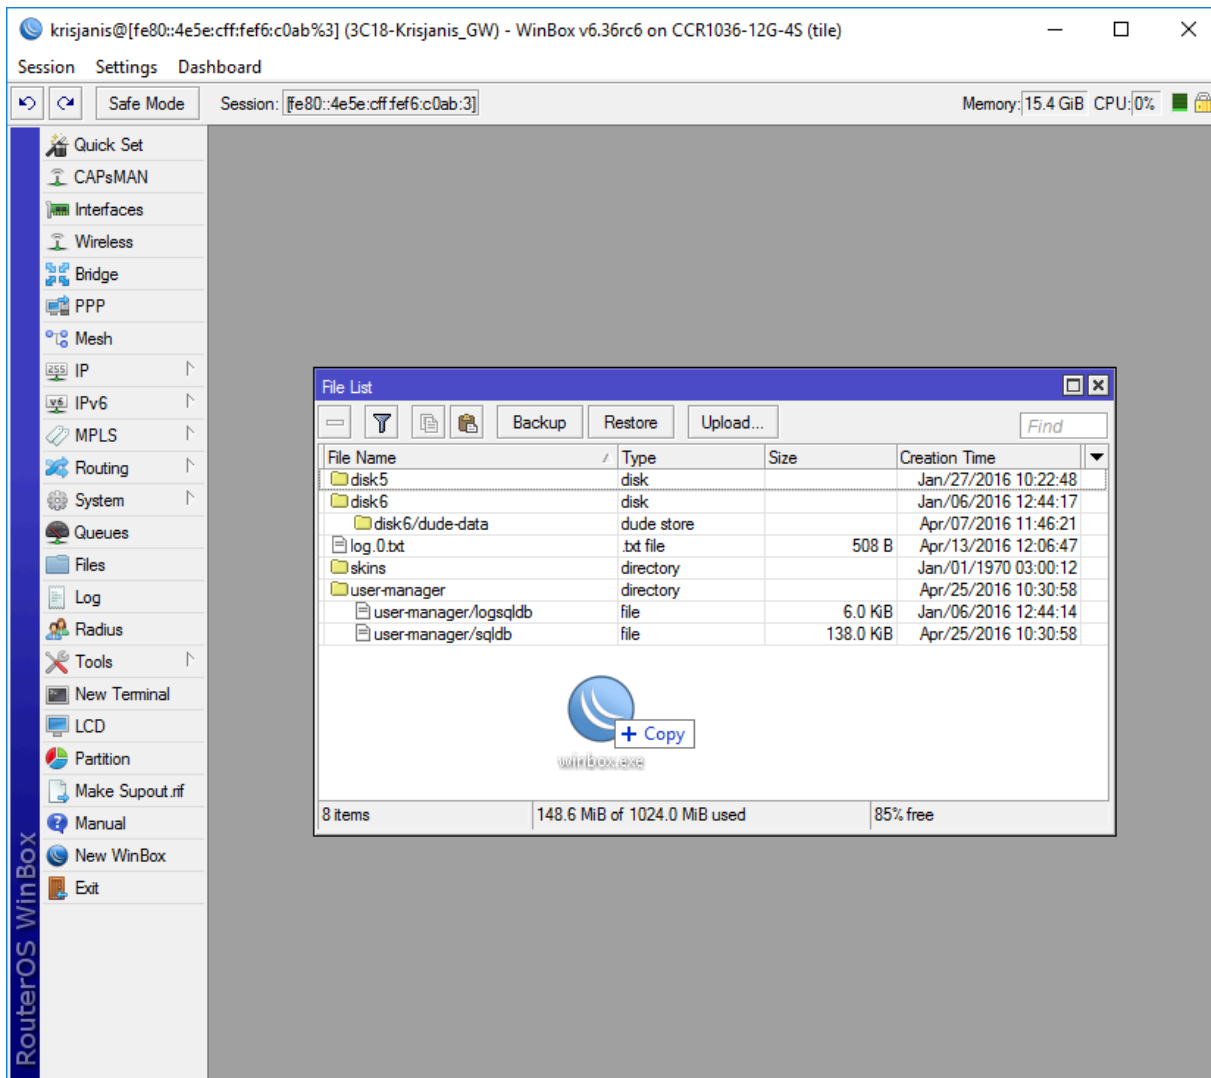 krisjanis@[fe80::4e5e:cff:fef6:c0ab%3] (3C18-Krisjanis_GW) - WinBox v6.36rc6 on CCR1036-12G-4S (tile)
Session Settings Dashboard
Safe Mode Session: [fe80::4e5e:cff:fef6:c0ab:3] Memory: 15.4 GiB CPU: 0%
Quick Set
CAPsMAN
Interfaces
Wireless
Bridge
PPP
Mesh
255 IP
v6 IPv6
MPLS
Routing
System
Queues
Files
Log
Radius
Tools
New Terminal
LCD
Partition
Make Supout.rif
Manual
New WinBox
Exit
RouterOS WinBox
File List
Backup Restore Upload... Find
File Name Type Size Creation Time
disk5 disk Jan/27/2016 10:22:48
disk6 disk Jan/06/2016 12:44:17
disk6/dude-data dude store Apr/07/2016 11:46:21
log.0.txt .txt file 508 B Apr/13/2016 12:06:47
skins directory Jan/01/1970 03:00:12
user-manager directory Apr/25/2016 10:30:58
user-manager/logsqldb file 6.0 KiB Jan/06/2016 12:44:14
user-manager/sqldb file 138.0 KiB Apr/25/2016 10:30:58
+ Copy
winbox.exe
8 items 148.6 MiB of 1024.0 MiB used 85% free